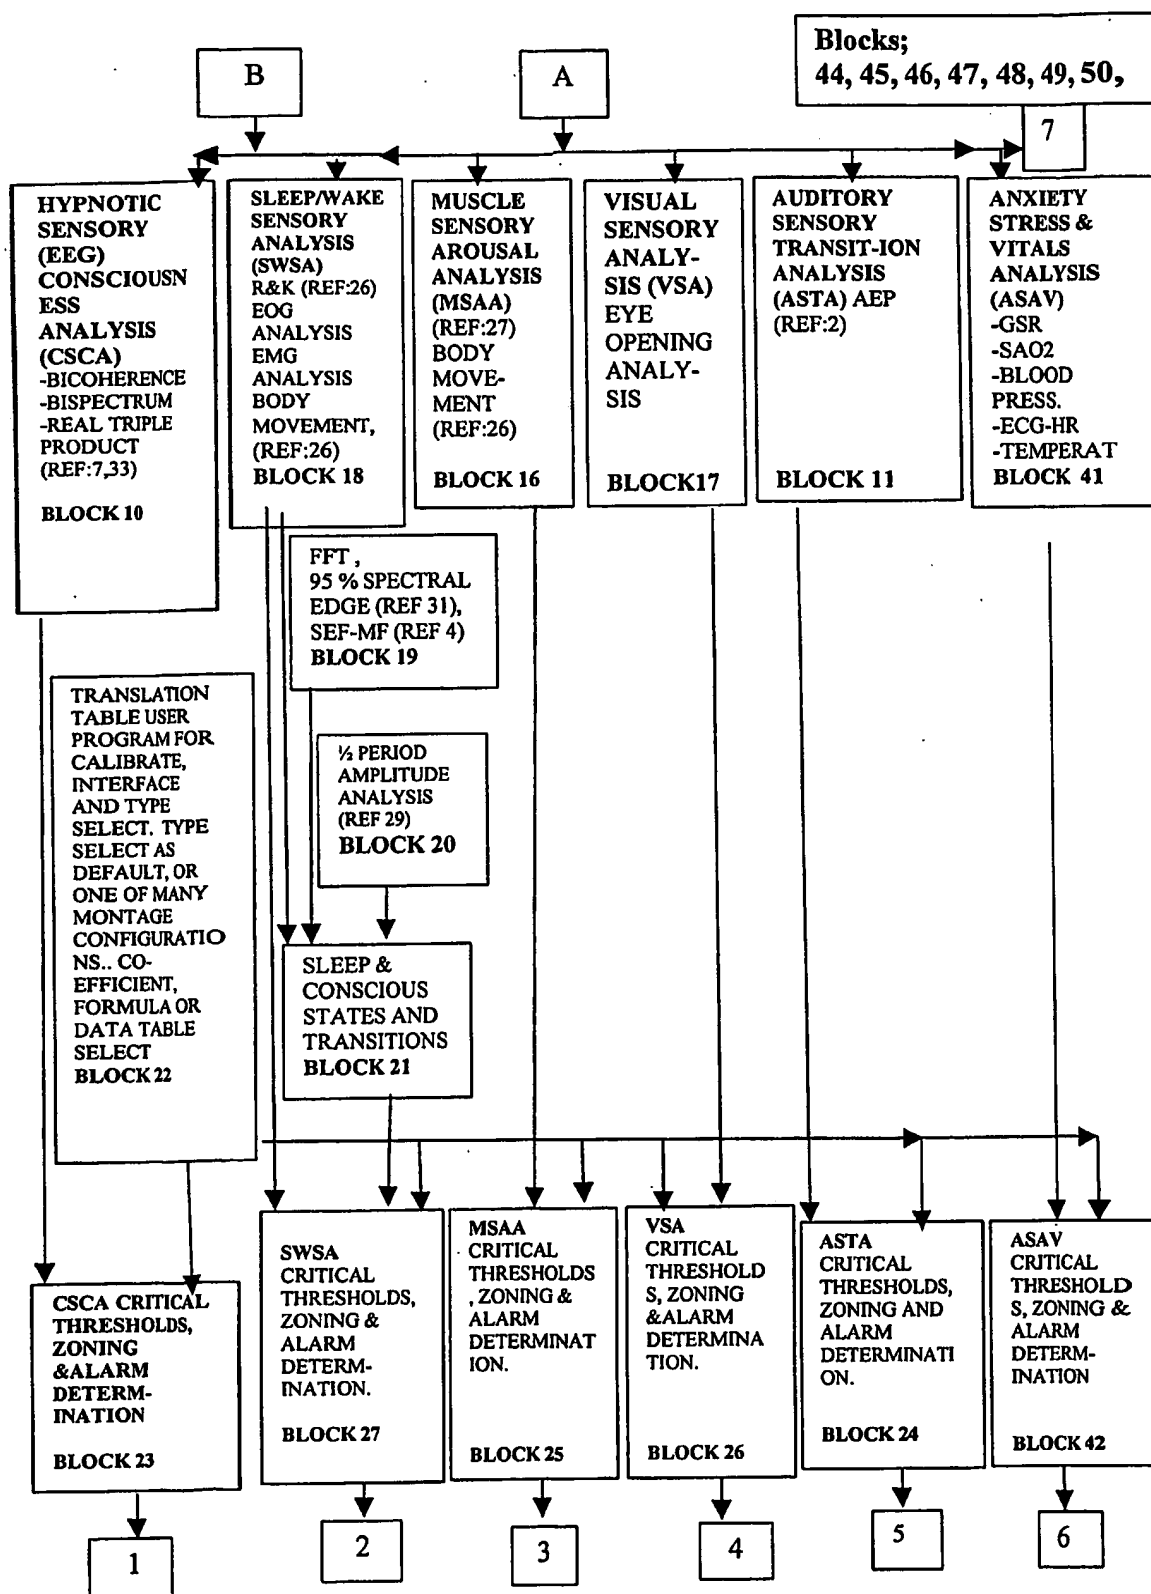 B
A
Blocks;
44, 45, 46, 47, 48, 49, 50,
7
HYPNOTIC
SENSORY
(EEG)
CONSCIOUSN
ESS
ANALYSIS
(CSCA)
-BICOHERENCE
-BISPECTRUM
-REAL TRIPLE
PRODUCT
(REF:7,33)
BLOCK 10
SLEEP/WAKE
SENSORY
ANALYSIS
(SWSA)
R&K (REF:26)
EOG
ANALYSIS
EMG
ANALYSIS
BODY
MOVEMENT,
(REF:26)
BLOCK 18
MUSCLE
SENSORY
AROUSAL
ANALYSIS
(MSAA)
(REF:27)
BODY
MOVE-
MENT
(REF:26)
BLOCK 16
VISUAL
SENSORY
ANALY-
SIS (VSA)
EYE
OPENING
ANALY-
SIS
BLOCK17
AUDITORY
SENSORY
TRANSIT-ION
ANALYSIS
(ASTA) AEP
(REF:2)
BLOCK 11
ANXIETY
STRESS &
VITALS
ANALYSIS
(ASAV)
-GSR
-SAO2
-BLOOD
PRESS.
-ECG-HR
-TEMPERAT
BLOCK 41
FFT ,
95 % SPECTRAL
EDGE (REF 31),
SEF-MF (REF 4)
BLOCK 19
TRANSLATION
TABLE USER
PROGRAM FOR
CALIBRATE,
INTERFACE
AND TYPE
SELECT. TYPE
SELECT AS
DEFAULT, OR
ONE OF MANY
MONTAGE
CONFIGURATIO
NS.. CO-
EFFICIENT,
FORMULA OR
DATA TABLE
SELECT
BLOCK 22
½ PERIOD
AMPLITUDE
ANALYSIS
(REF 29)
BLOCK 20
SLEEP &
CONSCIOUS
STATES AND
TRANSITIONS
BLOCK 21
CSCA CRITICAL
THRESHOLDS,
ZONING
&ALARM
DETERM-
INATION
BLOCK 23
SWSA
CRITICAL
THRESHOLDS,
ZONING &
ALARM
DETERM-
INATION.
BLOCK 27
MSAA
CRITICAL
THRESHOLDS
, ZONING &
ALARM
DETERMINAT
ION.
BLOCK 25
VSA
CRITICAL
THRESHOLD
S, ZONING
&ALARM
DETERMINA
TION.
BLOCK 26
ASTA
CRITICAL
THRESHOLDS,
ZONING AND
ALARM
DETERMINATI
ON.
BLOCK 24
ASAV
CRITICAL
THRESHOLD
S, ZONING &
ALARM
DETERM-
INATION
BLOCK 42
1
2
3
4
5
6